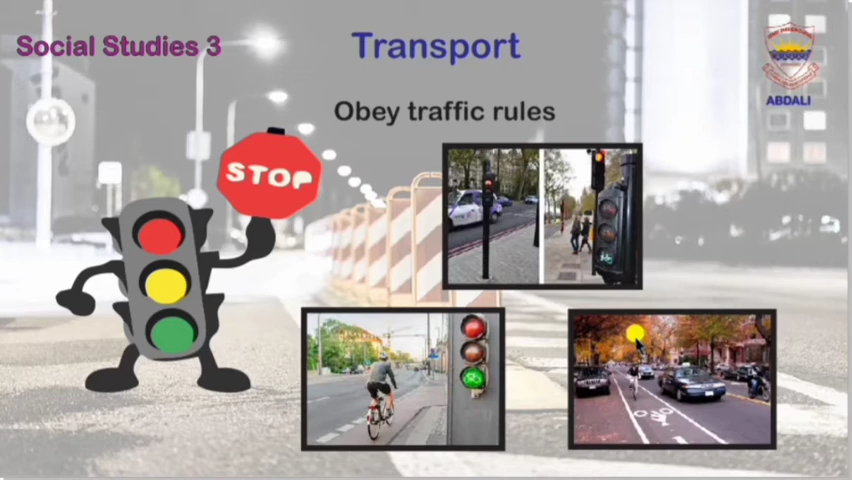 Social Studies 3
Transport
ABDALI
Obey traffic rules
STOP